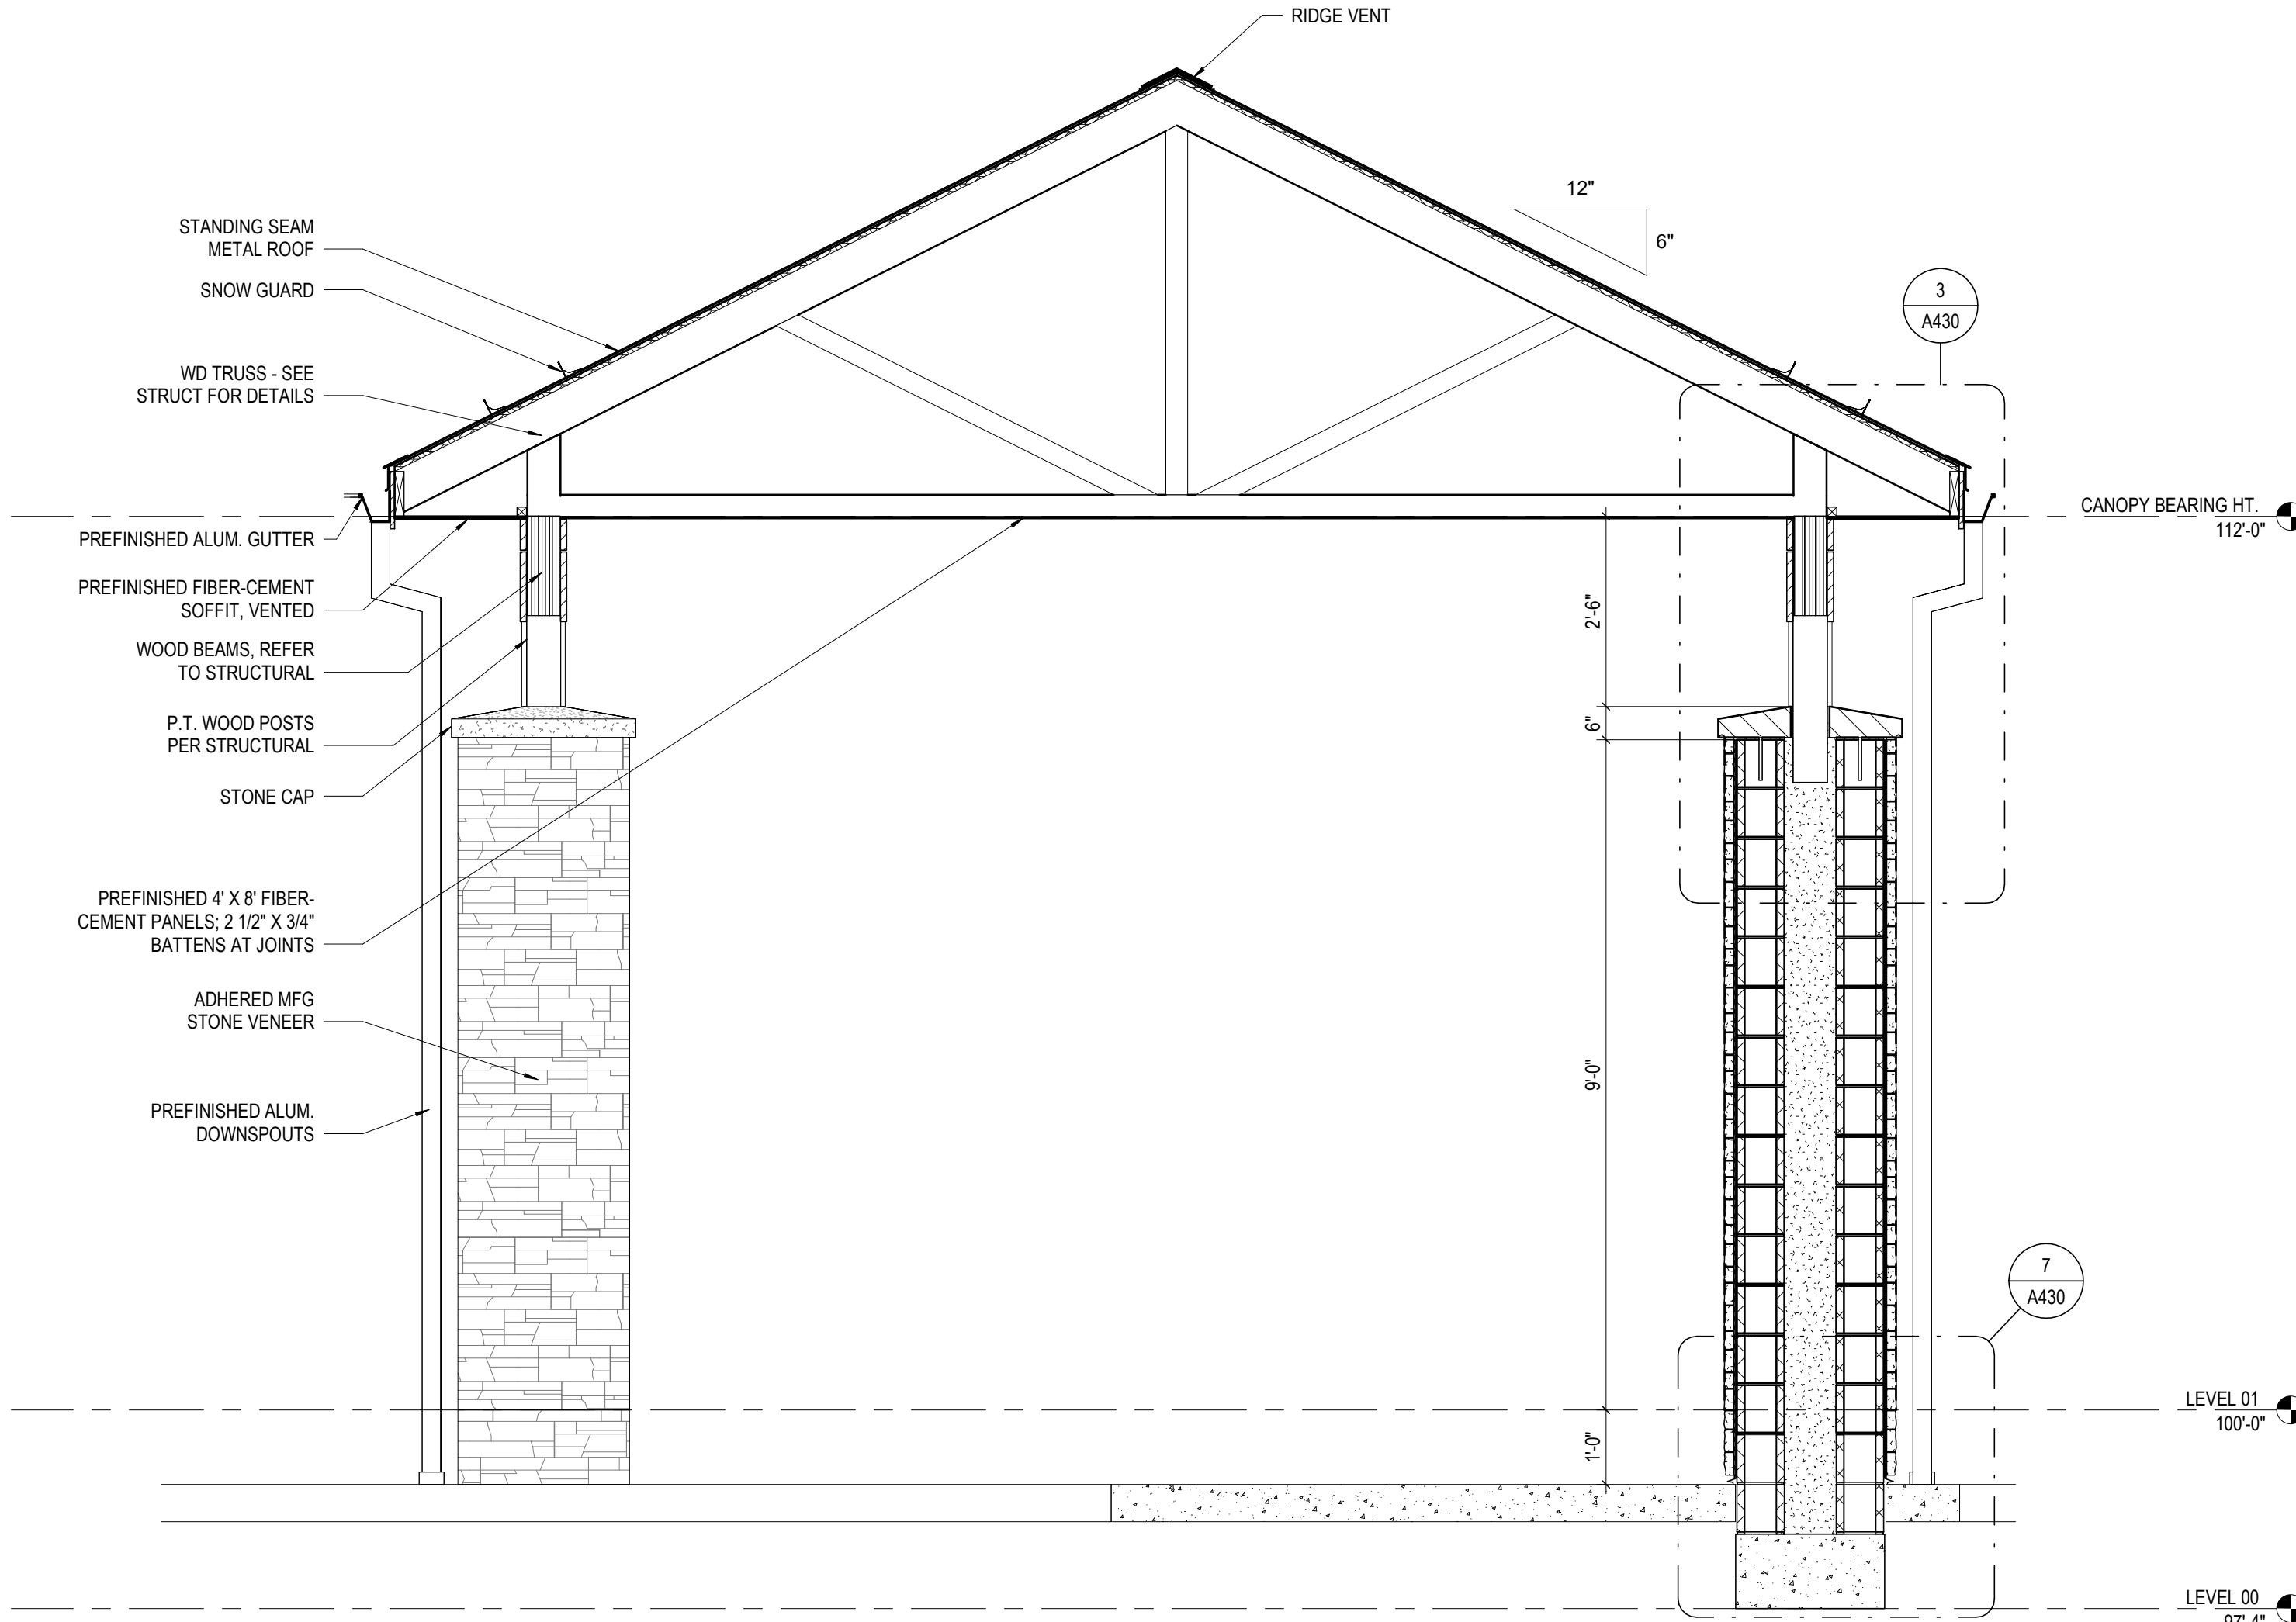 RIDGE VENT
12"
6"
STANDING SEAM
METAL ROOF
SNOW GUARD
WD TRUSS - SEE
STRUCT FOR DETAILS
3
A430
CANOPY BEARING HT.
112'-0"
PREFINISHED ALUM. GUTTER
PREFINISHED FIBER-CEMENT
SOFFIT, VENTED
WOOD BEAMS, REFER
TO STRUCTURAL
P.T. WOOD POSTS
PER STRUCTURAL
STONE CAP
PREFINISHED 4' X 8' FIBER-
CEMENT PANELS; 2 1/2" X 3/4"
BATTENS AT JOINTS
ADHERED MFG
STONE VENEER
PREFINISHED ALUM.
DOWNSPOUTS
2'-6"
6"
9'-0"
1'-0"
7
A430
LEVEL 01
100'-0"
LEVEL 00
97'-4"